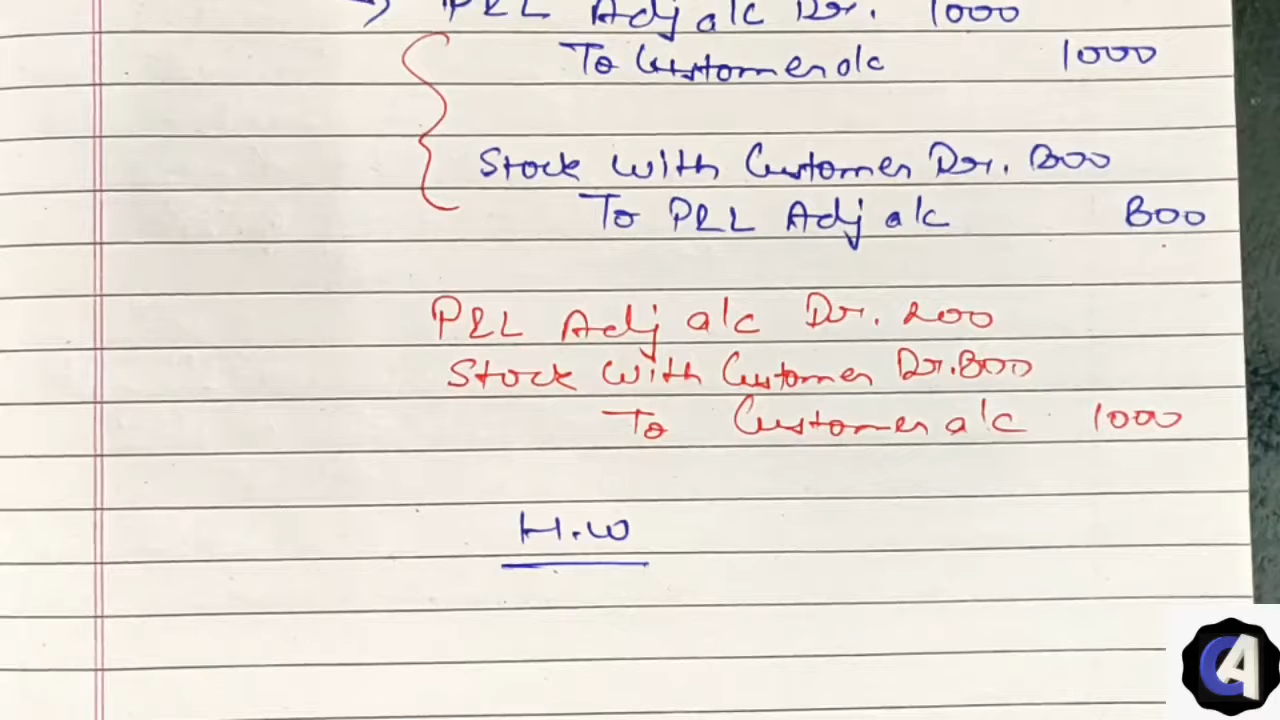 → P&L Adj a/c Dr. 1000
To Customer a/c 1000
Stock with Customer Dr. 800
To P&L Adj a/c 800
P&L Adj a/c Dr. 200
Stock with Customer Dr. 800
To Customer a/c 1000
H.W
CA